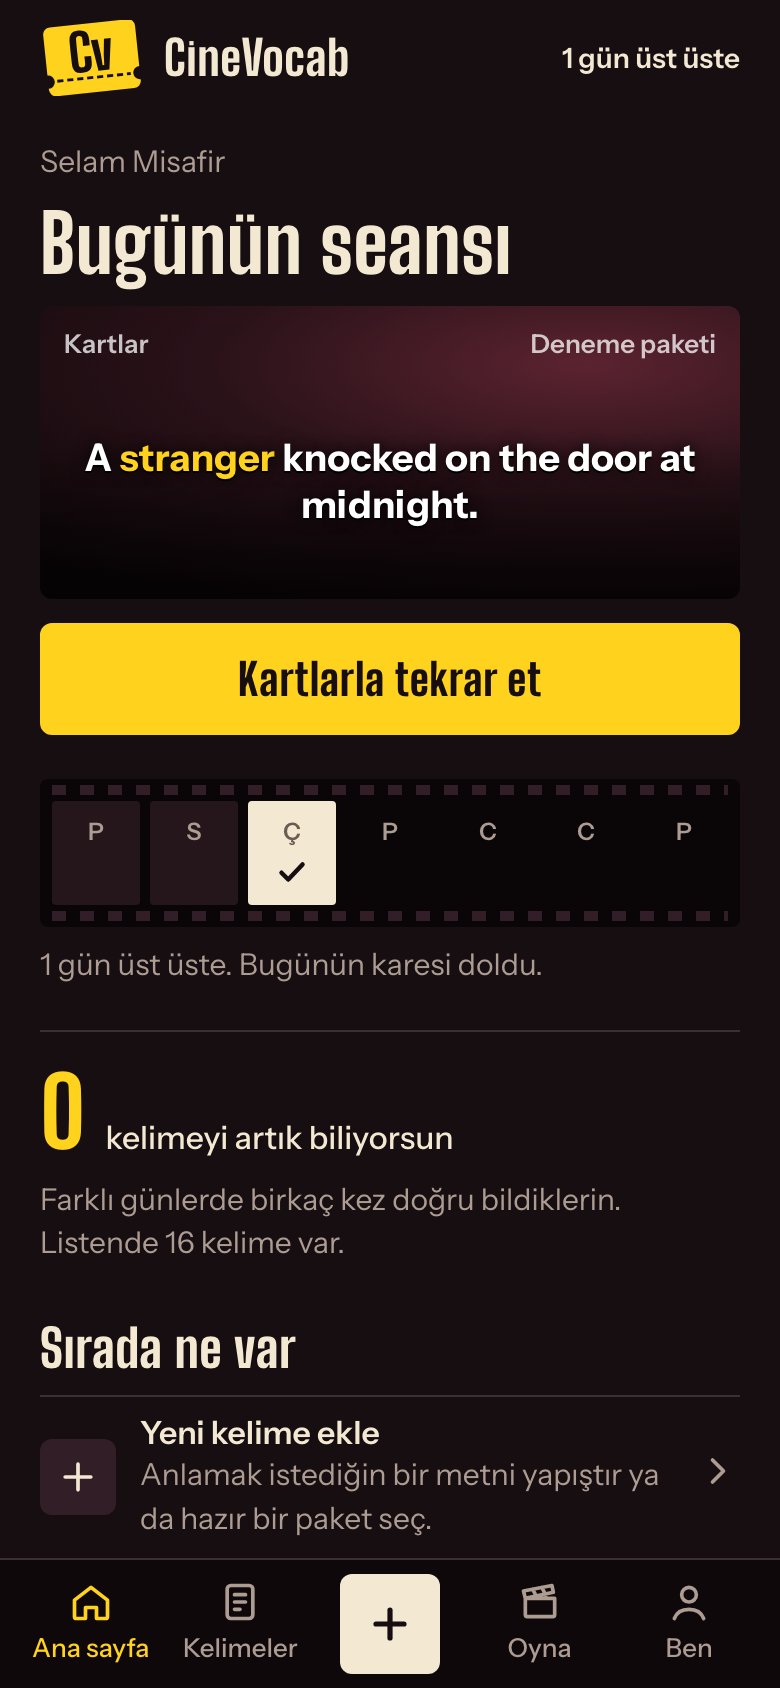 Cv CineVocab 1 gün üst üste
Selam Misafir
Bugünün seansı
Kartlar Deneme paketi
A stranger knocked on the door at
midnight.
Kartlarla tekrar et
P S Ç P C C P
1 gün üst üste. Bugünün karesi doldu.
0 kelimeyi artık biliyorsun
Farklı günlerde birkaç kez doğru bildiklerin.
Listende 16 kelime var.
Sırada ne var
Yeni kelime ekle
Anlamak istediğin bir metni yapıştır ya
da hazır bir paket seç.
Ana sayfa Kelimeler Oyna Ben